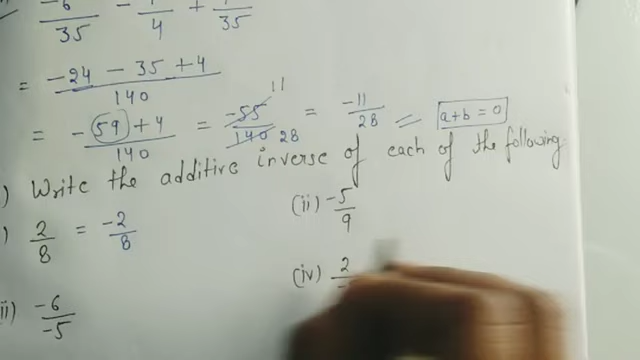 -6/35 - 1/4 + 1/35
= -24 - 35 + 4 / 140
= -59 + 4 / 140 = -55/140 11 28 = -11/28 a+b = 0
) Write the additive inverse of each of the following
) 2/8 = -2/8 (ii) -5/9
ii) -6/-5 (iv) 2